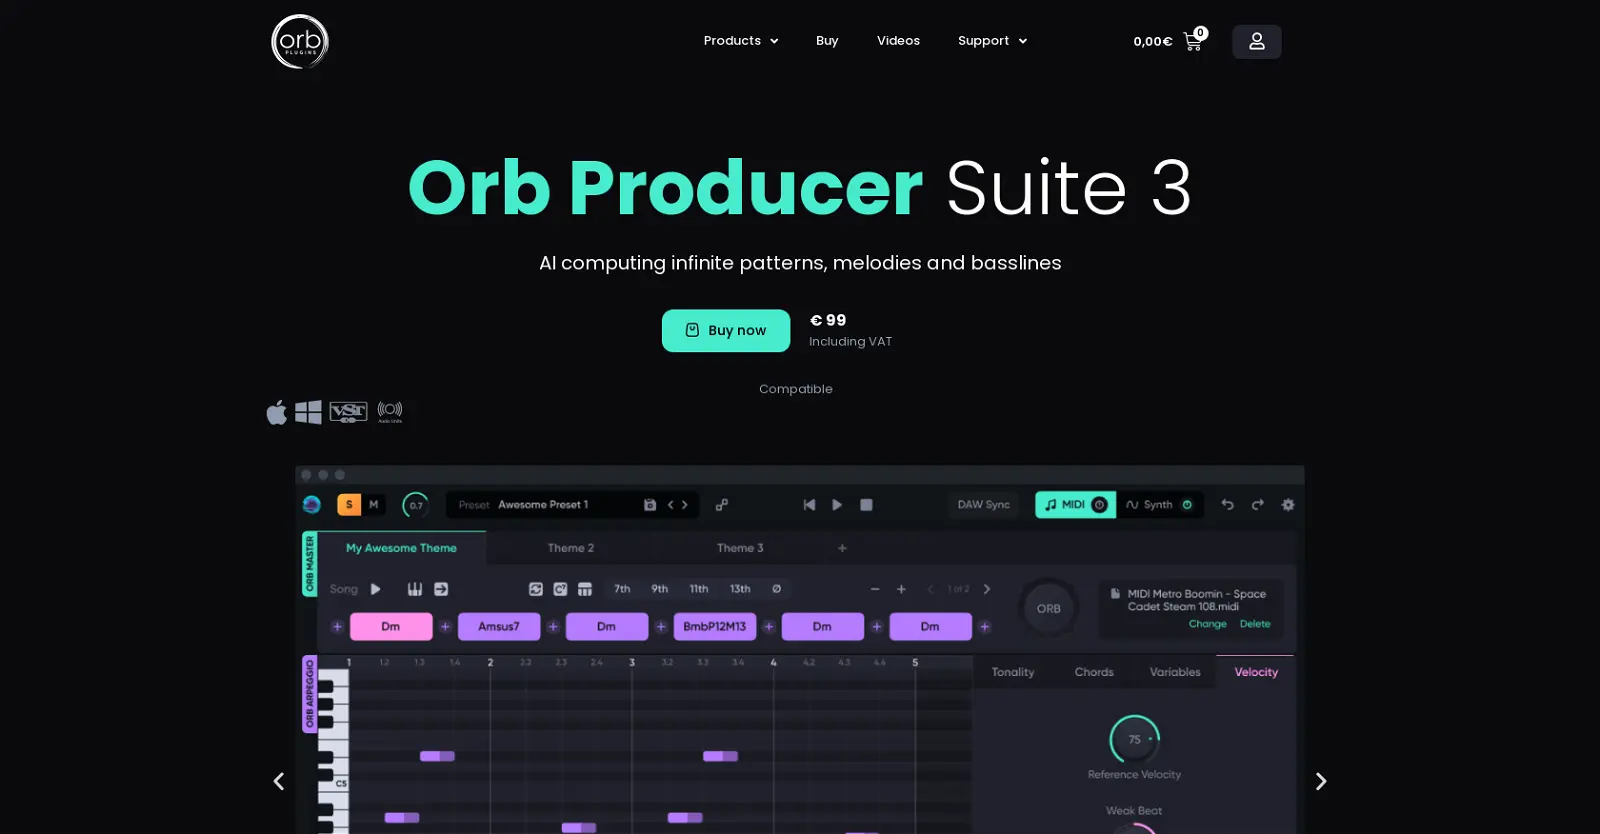 orb
PLUGINS
Products
Buy
Videos
Support
0,00€
0
Orb Producer Suite 3
AI computing infinite patterns, melodies and basslines
Buy now
€ 99
Including VAT
Compatible
VST
Audio Units
S
M
0.7
Preset
Awesome Preset 1
DAW Sync
MIDI
Synth
ORB MASTER
My Awesome Theme
Theme 2
Theme 3
+
Song
C?
7th
9th
11th
13th
Ø
−
+
1 of 2
ORB
MIDI Metro Boomin - Space
Cadet Steam 108.midi
Change
Delete
+
Dm
+
Amsus7
+
Dm
+
BmbP12M13
+
Dm
+
Dm
+
ORB ARPEGGIO
1
1.2
1.3
1.4
2
2.2
2.3
2.4
3
3.2
3.3
3.4
4
4.2
4.3
4.4
5
Tonality
Chords
Variables
Velocity
75
Reference Velocity
C5
Weak Beat